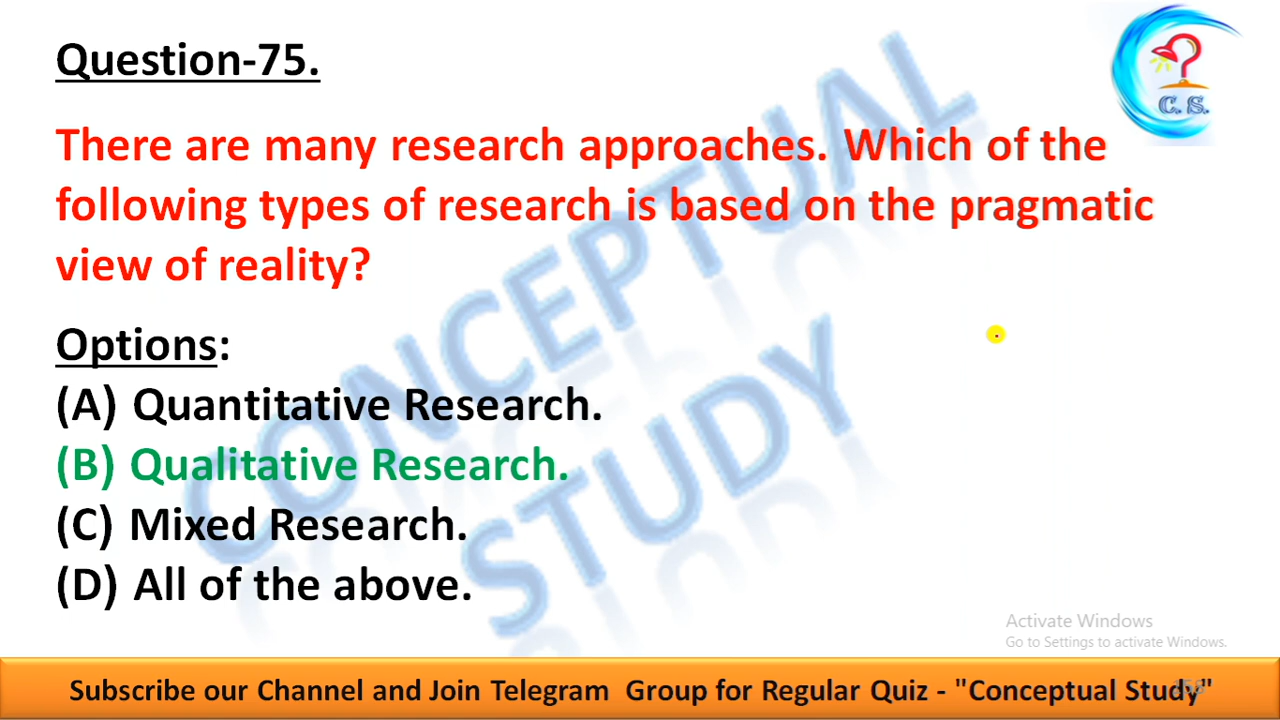 Question-75.
C. S.
There are many research approaches. Which of the
following types of research is based on the pragmatic
view of reality?
Options:
(A) Quantitative Research.
(B) Qualitative Research.
(C) Mixed Research.
(D) All of the above.
CONCEPTUAL
STUDY
Activate Windows
Go to Settings to activate Windows.
Subscribe our Channel and Join Telegram Group for Regular Quiz - "Conceptual Study"